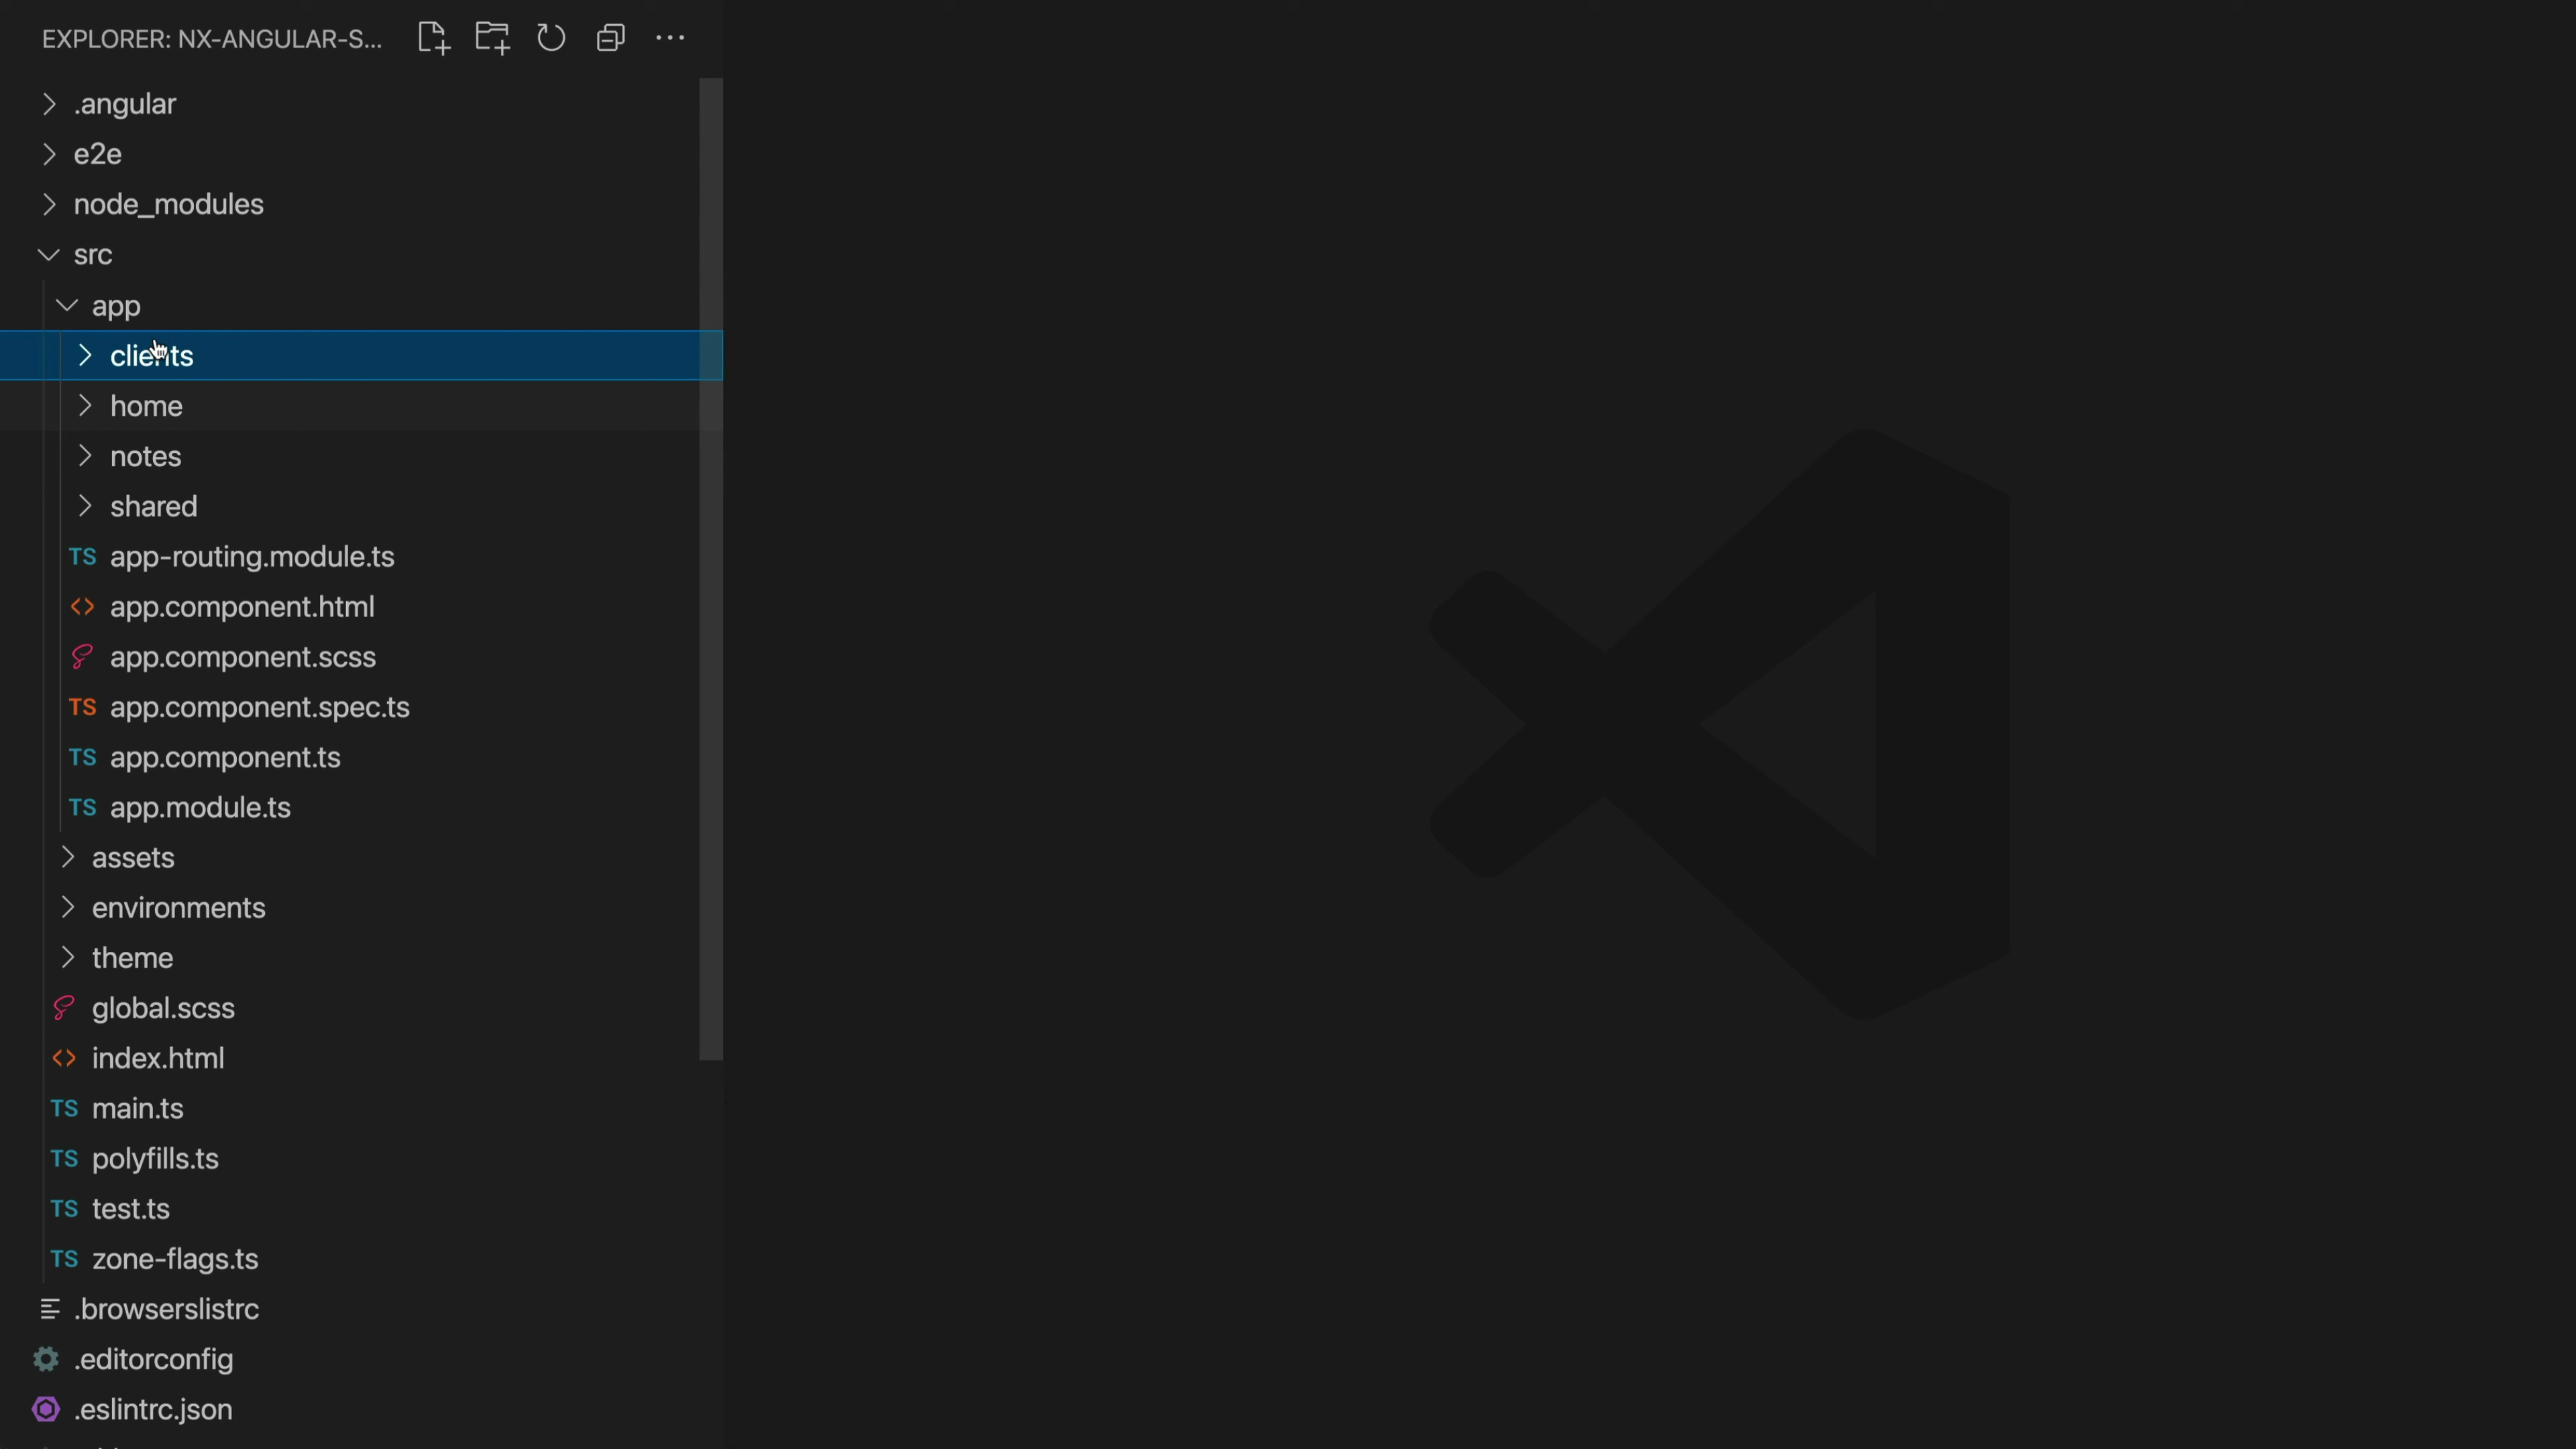 EXPLORER: NX-ANGULAR-S...
.angular
e2e
node_modules
src
app
clients
home
notes
shared
TS app-routing.module.ts
<> app.component.html
app.component.scss
TS app.component.spec.ts
TS app.component.ts
TS app.module.ts
assets
environments
theme
global.scss
<> index.html
TS main.ts
TS polyfills.ts
TS test.ts
TS zone-flags.ts
.browserslistrc
.editorconfig
.eslintrc.json